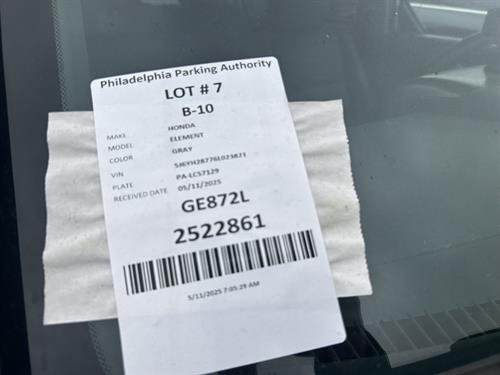 Philadelphia Parking Authority
LOT # 7
B-10
MAKE HONDA
MODEL ELEMENT
COLOR GRAY
VIN 5J6YH28776L023821
PLATE PA-LC57129
RECEIVED DATE 05/11/2025
GE872L
2522861
5/11/2025 7:05:29 AM